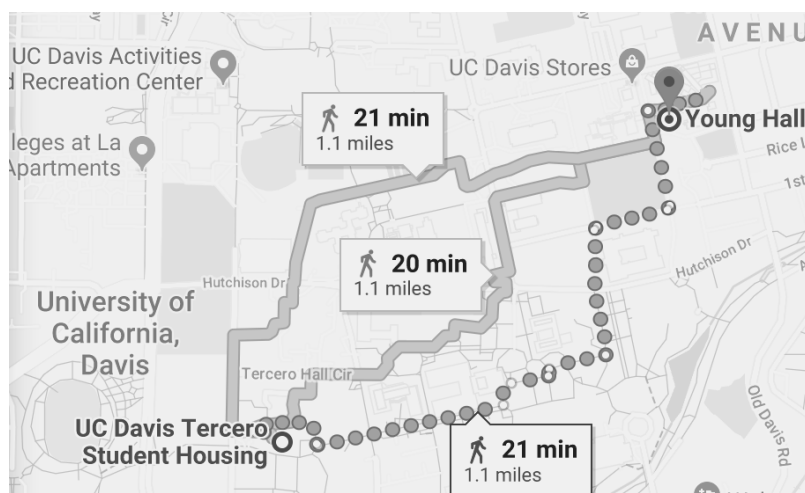 AVENU
UC Davis Activities
d Recreation Center
UC Davis Stores
21 min
1.1 miles
Young Hall
leges at La
Apartments
Rice L
1st
20 min
1.1 miles
Hutchison Dr
Hutchison Dr
University of
California,
Davis
Tercero Hall Cir
Old Davis Rd
UC Davis Tercero
Student Housing
21 min
1.1 miles